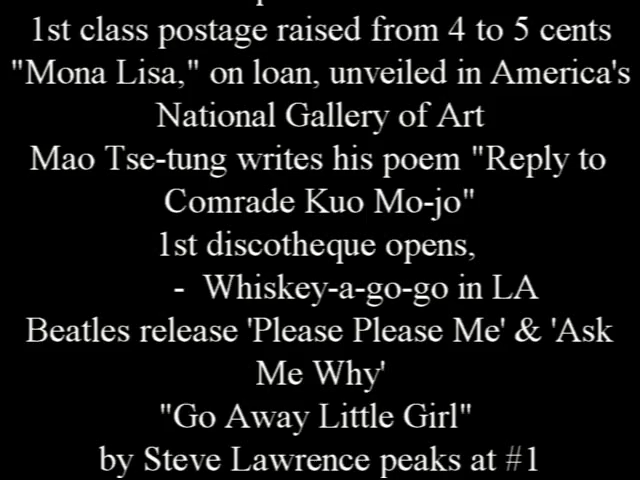 1st class postage raised from 4 to 5 cents
"Mona Lisa," on loan, unveiled in America's
National Gallery of Art
Mao Tse-tung writes his poem "Reply to
Comrade Kuo Mo-jo"
1st discotheque opens,
- Whiskey-a-go-go in LA
Beatles release 'Please Please Me' & 'Ask
Me Why'
"Go Away Little Girl"
by Steve Lawrence peaks at #1